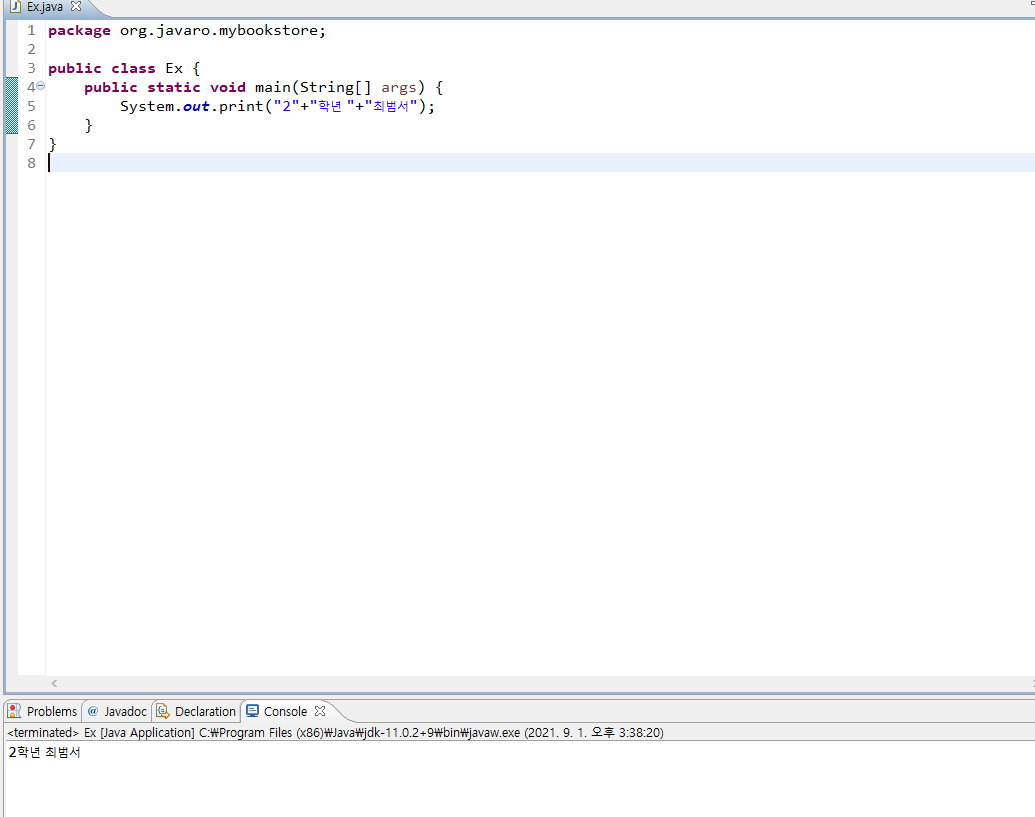 Ex.java
1 package org.javaro.mybookstore;
2
3 public class Ex {
4 public static void main(String[] args) {
5 System.out.print("2"+"학년 "+"최범서");
6 }
7 }
8
Problems @ Javadoc Declaration Console
<terminated> Ex [Java Application] C:₩Program Files (x86)₩Java₩jdk-11.0.2+9₩bin₩javaw.exe (2021. 9. 1. 오후 3:38:20)
2학년 최범서